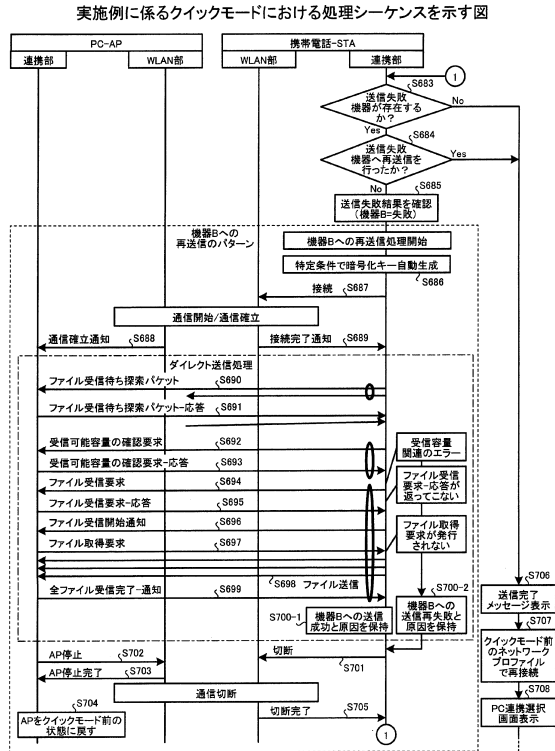 実施例に係るクイックモードにおける処理シーケンスを示す図
PC-AP
携帯電話-STA
連携部
WLAN部
WLAN部
連携部
1
S683
送信失敗
機器が存在する
か？
No
Yes
S684
送信失敗
機器へ再送信を
行ったか？
Yes
No
S685
送信失敗結果を確認
(機器B=失敗)
機器Bへの
再送信のパターン
機器Bへの再送信処理開始
特定条件で暗号化キー自動生成
S686
接続
S687
通信開始/通信確立
通信確立通知
S688
接続完了通知
S689
ダイレクト送信処理
ファイル受信待ち探索パケット
S690
ファイル受信待ち探索パケット-応答
S691
受信可能容量の確認要求
S692
受信可能容量の確認要求-応答
S693
ファイル受信要求
S694
ファイル受信要求-応答
S695
ファイル受信開始通知
S696
ファイル取得要求
S697
S698
ファイル送信
全ファイル受信完了-通知
S699
受信容量
関連のエラー
ファイル受信
要求-応答が
返ってこない
ファイル取得
要求が発行
されない
S700-1
機器Bへの送信
成功と原因を保持
S700-2
機器Bへの
送信再失敗と
原因を保持
S706
送信完了
メッセージ表示
S707
クイックモード前
のネットワーク
プロファイル
で再接続
S708
PC連携選択
画面表示
AP停止
S702
切断
S701
AP停止完了
S703
通信切断
S704
APをクイックモード前の
状態に戻す
切断完了
S705
1